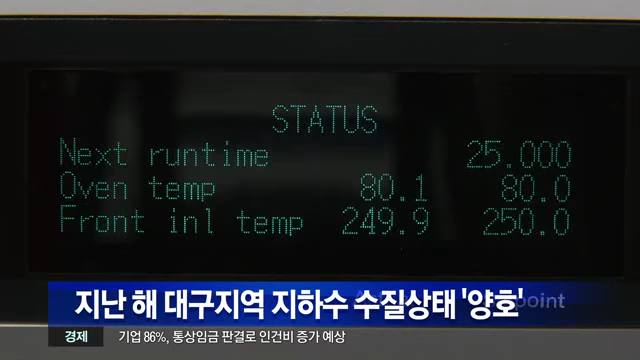 STATUS
Next runtime 25.000
Oven temp 80.1 80.0
Front inl temp 249.9 250.0
지난 해 대구지역 지하수 수질상태 '양호'
경제 기업 86%, 통상임금 판결로 인건비 증가 예상